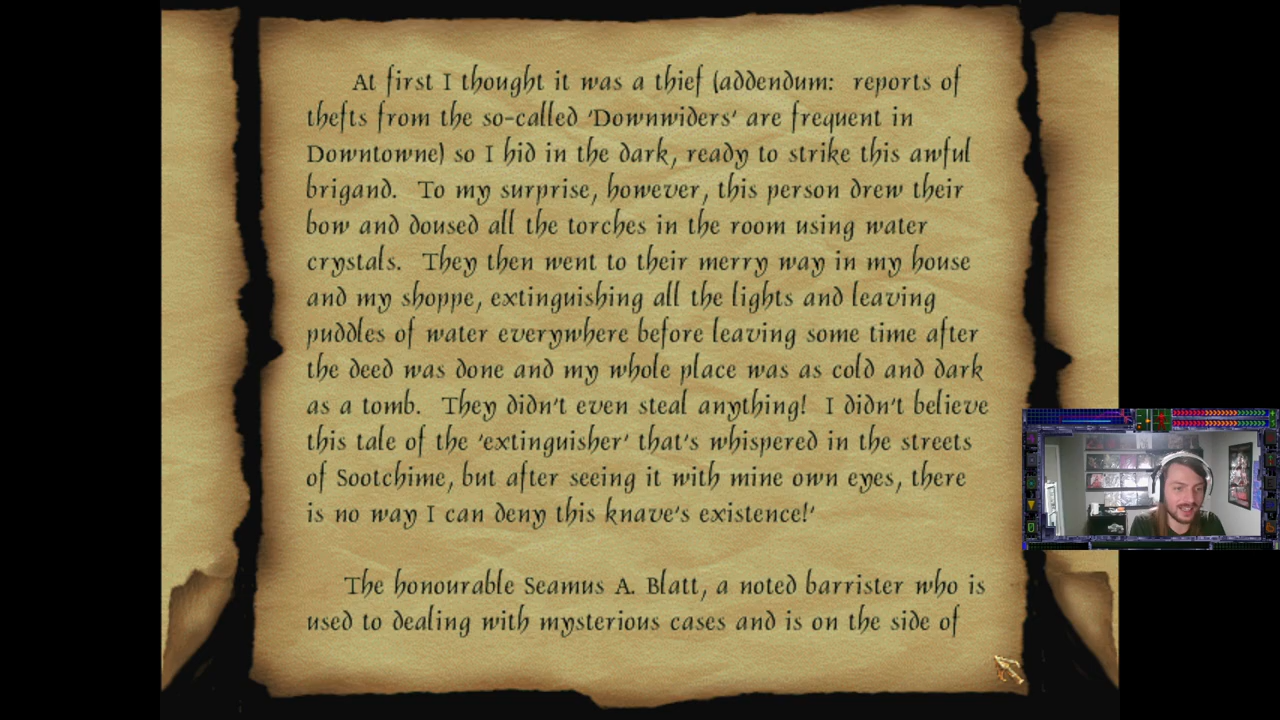 At first I thought it was a thief (addendum:  reports of
thefts from the so-called 'Downwiders' are frequent in
Downtowne) so I hid in the dark, ready to strike this awful
brigand.  To my surprise, however, this person drew their
bow and doused all the torches in the room using water
crystals.  They then went to their merry way in my house
and my shoppe, extinguishing all the lights and leaving
puddles of water everywhere before leaving some time after
the deed was done and my whole place was as cold and dark
as a tomb.  They didn't even steal anything!  I didn't believe
this tale of the 'extinguisher' that's whispered in the streets
of Sootchime, but after seeing it with mine own eyes, there
is no way I can deny this knave's existence!'
The honourable Seamus A. Blatt, a noted barrister who is
used to dealing with mysterious cases and is on the side of